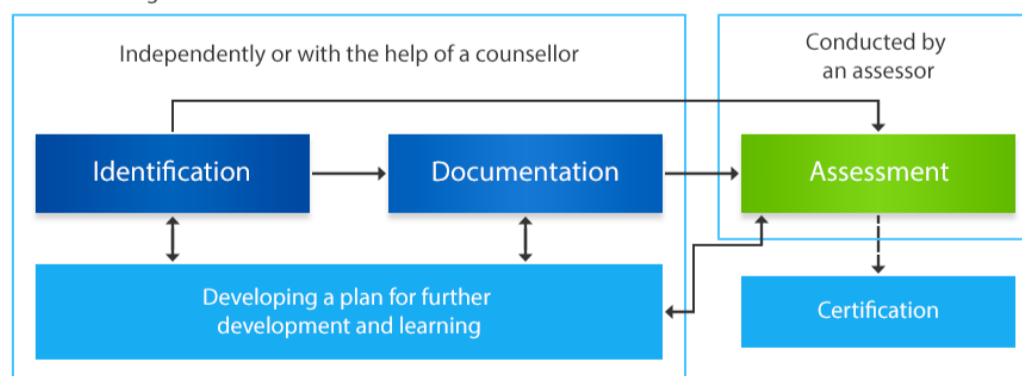 Independently or with the help of a counsellor
Conducted by
an assessor
Identification
Documentation
Assessment
Developing a plan for further
development and learning
Certification